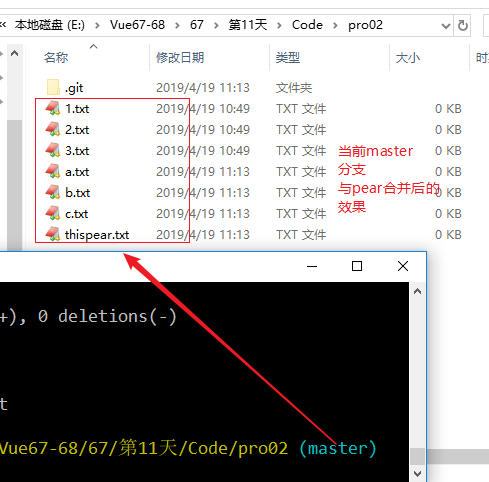 « 本地磁盘 (E:) > Vue67-68 > 67 > 第11天 > Code > pro02
名称 修改日期 类型 大小
.git 2019/4/19 11:13 文件夹
1.txt 2019/4/19 10:49 TXT 文件 0 KB
2.txt 2019/4/19 10:49 TXT 文件 0 KB
3.txt 2019/4/19 10:49 TXT 文件 0 KB
a.txt 2019/4/19 11:13 TXT 文件 0 KB
b.txt 2019/4/19 11:13 TXT 文件 0 KB
c.txt 2019/4/19 11:13 TXT 文件 0 KB
thispear.txt 2019/4/19 11:13 TXT 文件 0 KB
当前master
分支
与pear合并后的
效果
+), 0 deletions(-)
t
Vue67-68/67/第11天/Code/pro02 (master)